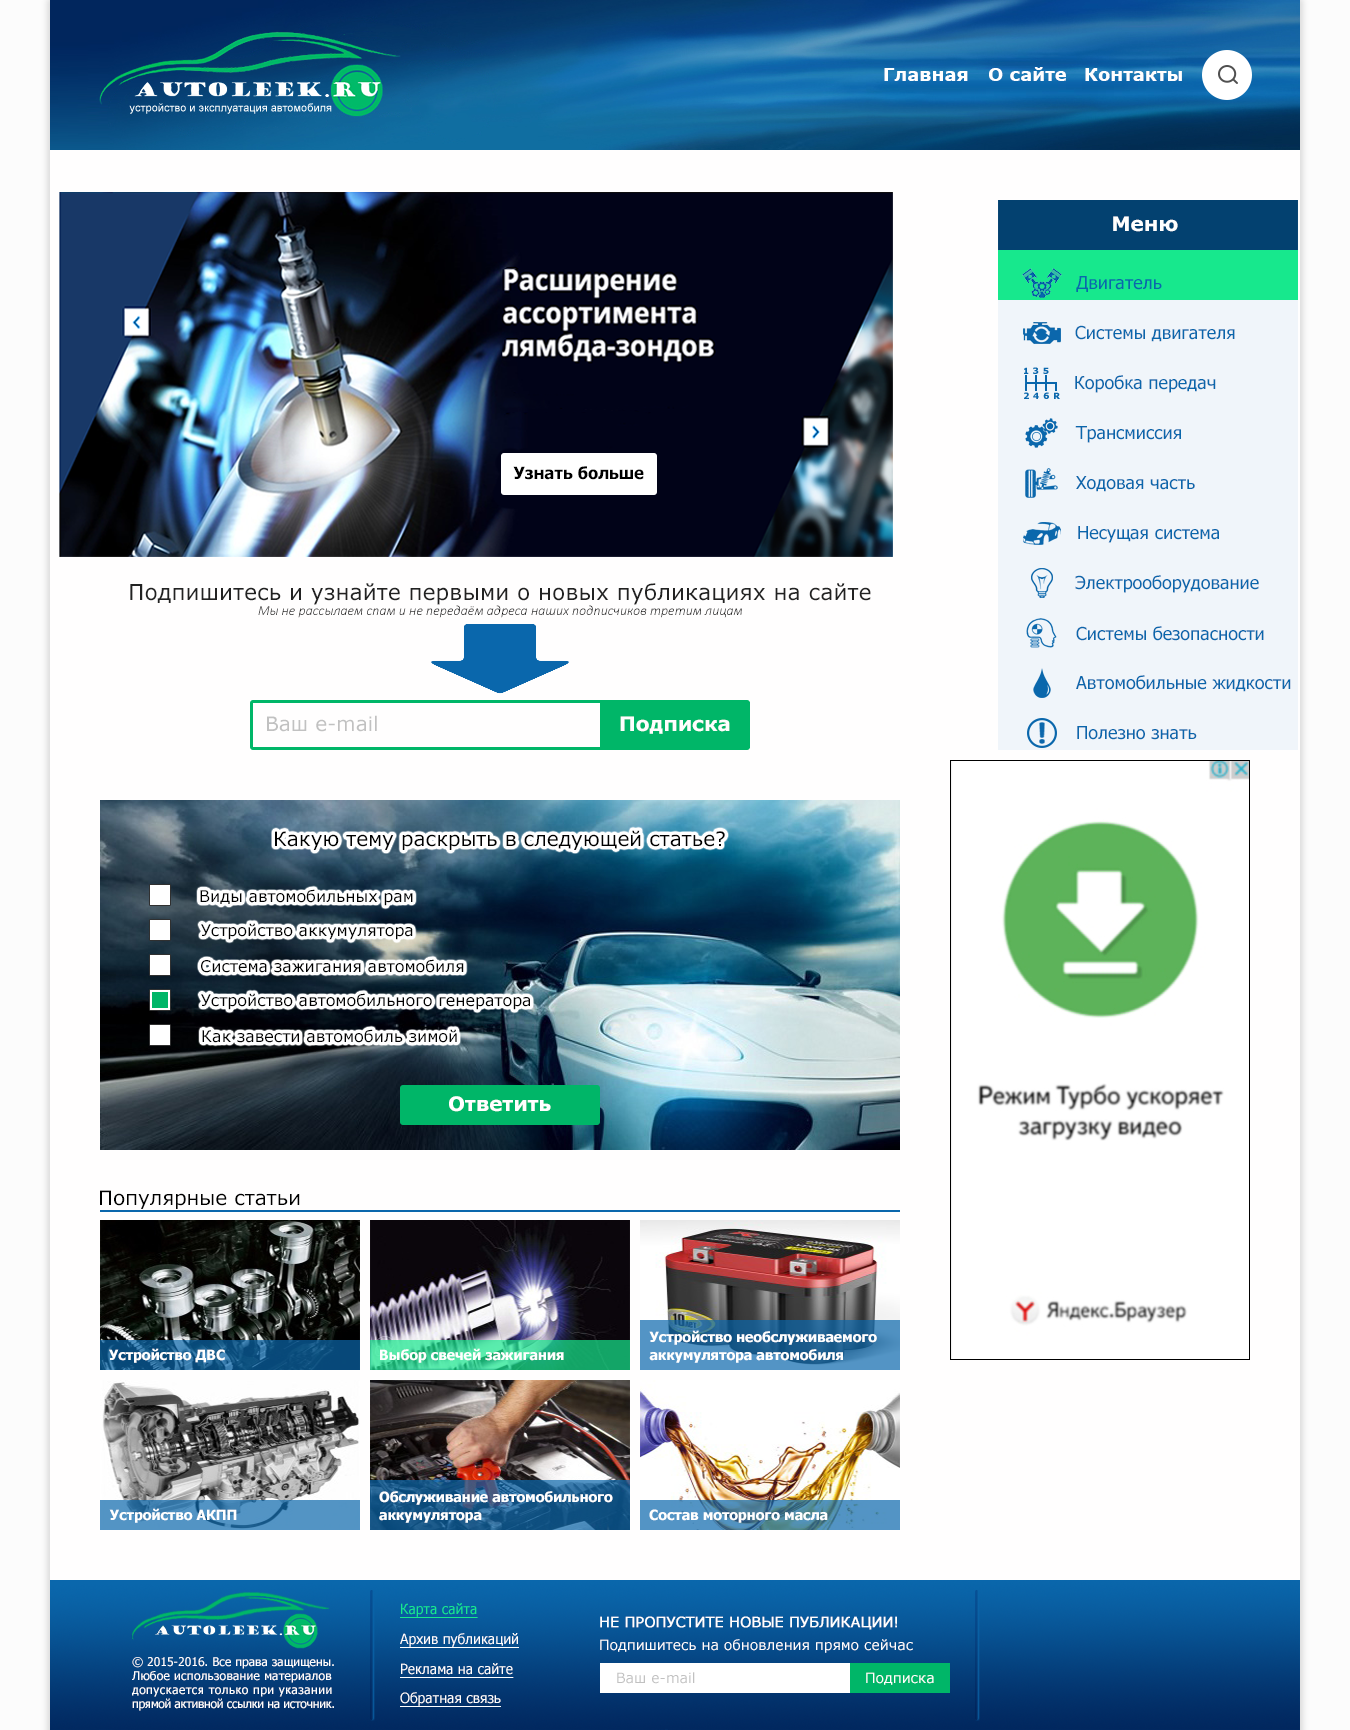 AUTOLEEK.RU
устройство и эксплуатация автомобиля
Главная О сайте Контакты
Расширение
ассортимента
лямбда-зондов
Узнать больше
Меню
Двигатель
Системы двигателя
1 3 5
2 4 6 R
Коробка передач
Трансмиссия
Ходовая часть
Несущая система
Электрооборудование
Системы безопасности
Автомобильные жидкости
Полезно знать
Подпишитесь и узнайте первыми о новых публикациях на сайте
Мы не рассылаем спам и не передаём адреса наших подписчиков третим лицам
Ваш e-mail Подписка
Какую тему раскрыть в следующей статье?
Виды автомобильных рам
Устройство аккумулятора
Система зажигания автомобиля
Устройство автомобильного генератора
Как завести автомобиль зимой
Ответить
Режим Турбо ускоряет
загрузку видео
Яндекс.Браузер
Популярные статьи
Устройство ДВС
Выбор свечей зажигания
Устройство необслуживаемого
аккумулятора автомобиля
Устройство АКПП
Обслуживание автомобильного
аккумулятора
Состав моторного масла
AUTOLEEK.RU
© 2015-2016. Все права защищены.
Любое использование материалов
допускается только при указании
прямой активной ссылки на источник.
Карта сайта
Архив публикаций
Реклама на сайте
Обратная связь
НЕ ПРОПУСТИТЕ НОВЫЕ ПУБЛИКАЦИИ!
Подпишитесь на обновления прямо сейчас
Ваш e-mail Подписка